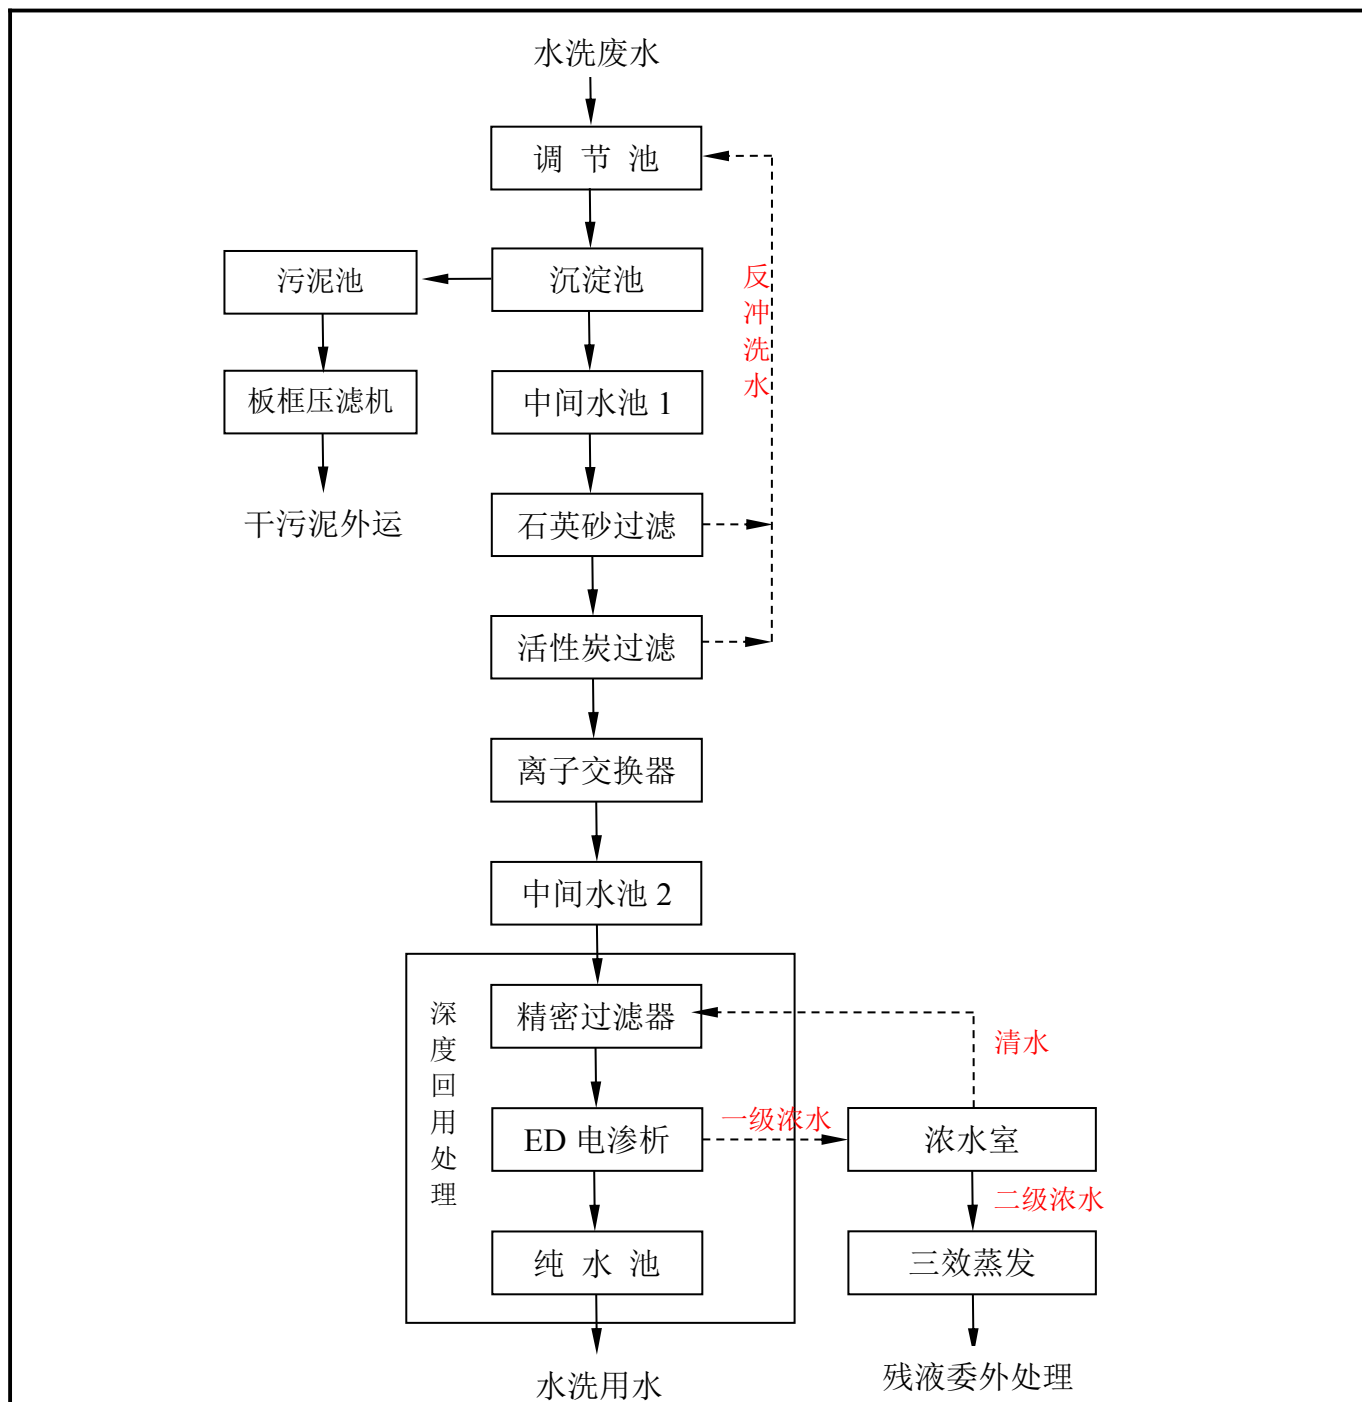 水洗废水
调 节 池
污泥池
沉淀池
反
冲
洗
水
板框压滤机
中间水池 1
干污泥外运
石英砂过滤
活性炭过滤
离子交换器
中间水池 2
深
度
回
用
处
理
精密过滤器
清水
ED 电渗析
一级浓水
浓水室
二级浓水
纯 水 池
三效蒸发
水洗用水
残液委外处理